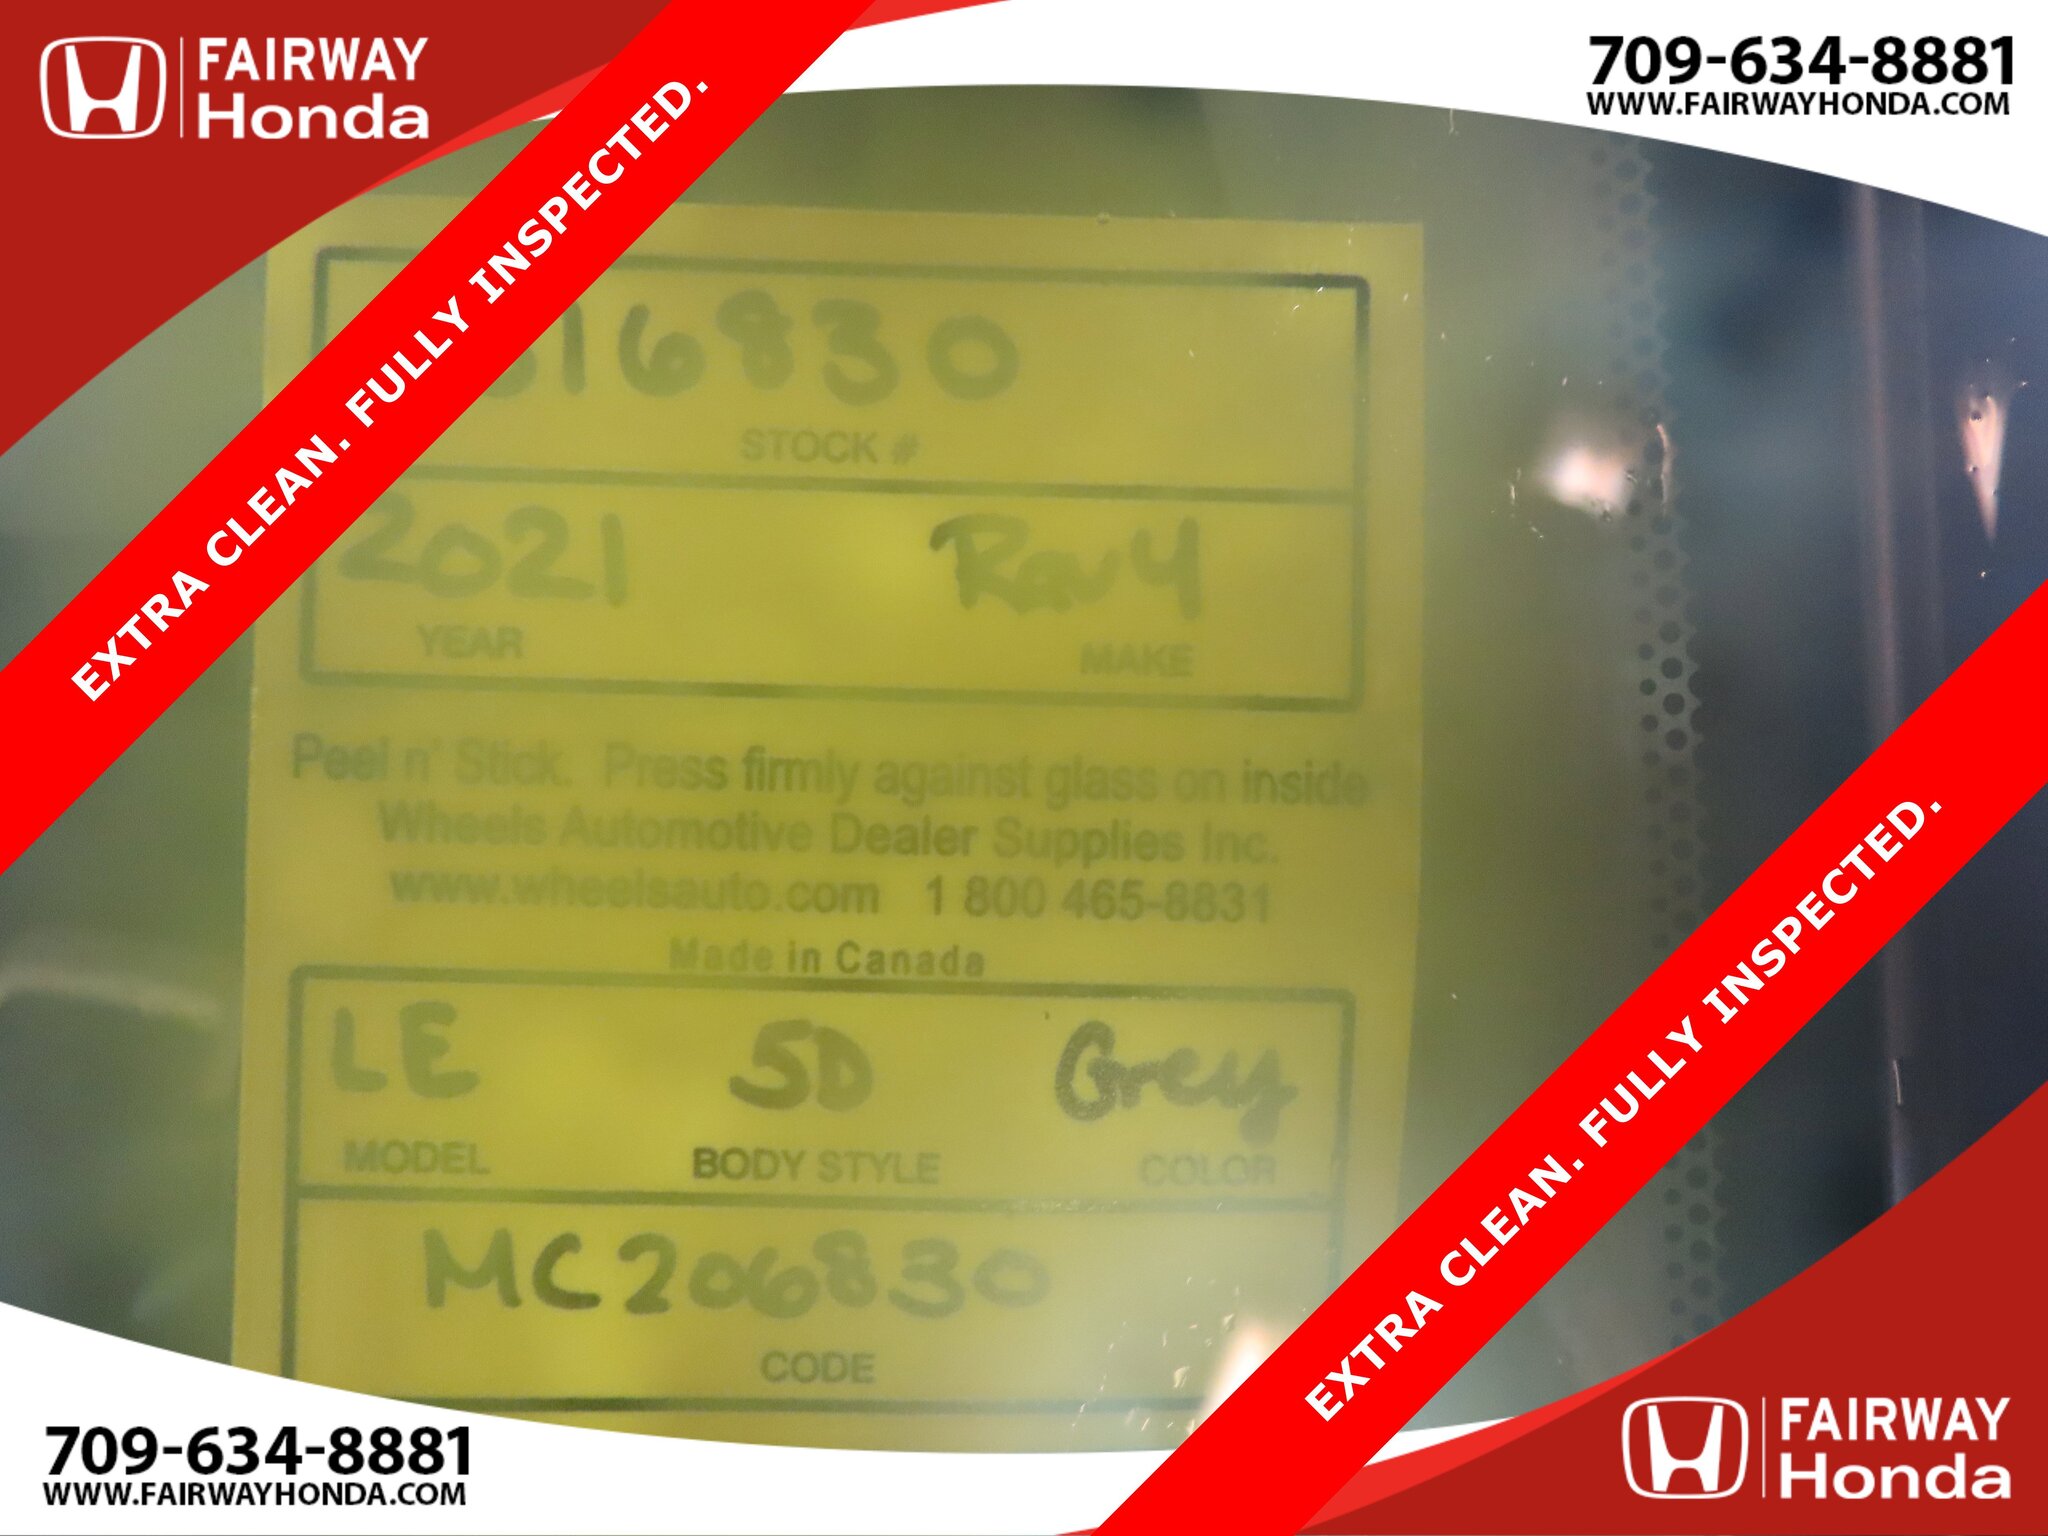 FAIRWAY
Honda
709-634-8881
WWW.FAIRWAYHONDA.COM
EXTRA CLEAN. FULLY INSPECTED.
16830
STOCK #
2021 Rav4
YEAR MAKE
Peel n' Stick. Press firmly against glass on inside
Wheels Automotive Dealer Supplies Inc.
www.wheelsauto.com 1 800 465-8831
Made in Canada
LE 5D Grey
MODEL BODY STYLE COLOR
MC206830
CODE
EXTRA CLEAN. FULLY INSPECTED.
709-634-8881
WWW.FAIRWAYHONDA.COM
FAIRWAY
Honda